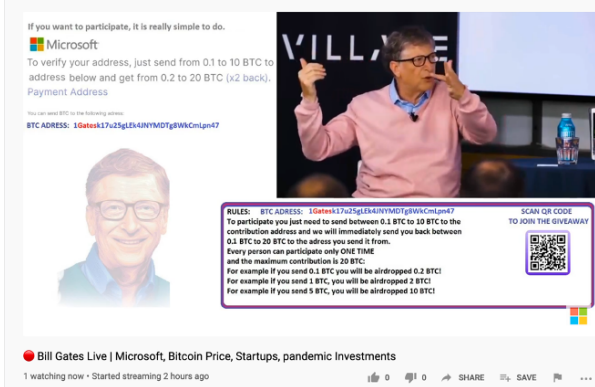 If you want to participate, it is really simple to do.
Microsoft
To verify your address, just send from 0.1 to 10 BTC to
address below and get from 0.2 to 20 BTC (x2 back).
Payment Address
You can send BTC to the following adress
BTC ADRESS: 1Gatesk17u25gLEk4JNYMDTg8WkCmLpn47
VILLA E
RULES: BTC ADRESS: 1Gatesk17u25gLEk4JNYMDTg8WkCmLpn47
To participate you just need to send between 0.1 BTC to 10 BTC to the
contribution address and we will immediately send you back between
0.1 BTC to 20 BTC to the adress you send it from.
Every person can participate only ONE TIME
and the maximum contribution is 20 BTC:
For example if you send 0.1 BTC you will be airdropped 0.2 BTC!
For example if you send 1 BTC, you will be airdropped 2 BTC!
For example if you send 5 BTC, you will be airdropped 10 BTC!
SCAN QR CODE
TO JOIN THE GIVEAWAY
Bill Gates Live | Microsoft, Bitcoin Price, Startups, pandemic Investments
1 watching now • Started streaming 2 hours ago
0 0 SHARE SAVE